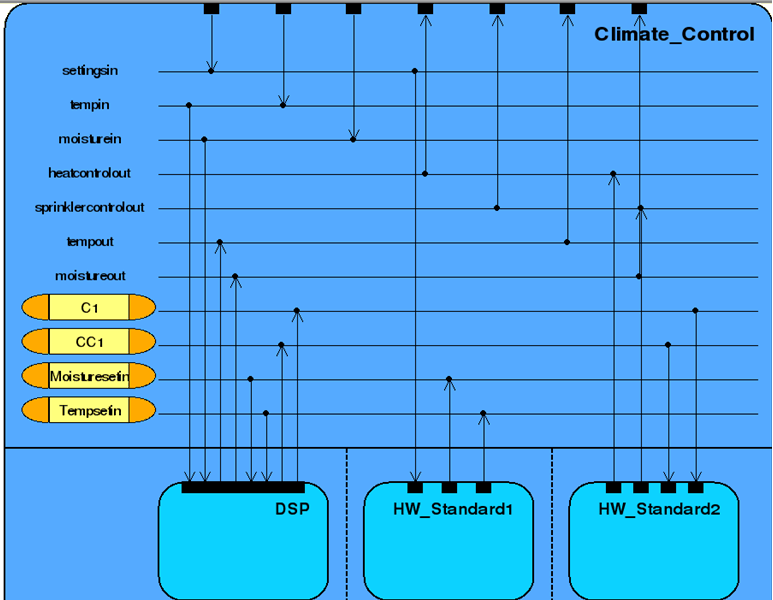 Climate_Control
settingsin
tempin
moisturein
heatcontrolout
sprinklercontrolout
tempout
moistureout
C1
CC1
Moisturesetin
Tempsetin
DSP
HW_Standard1
HW_Standard2